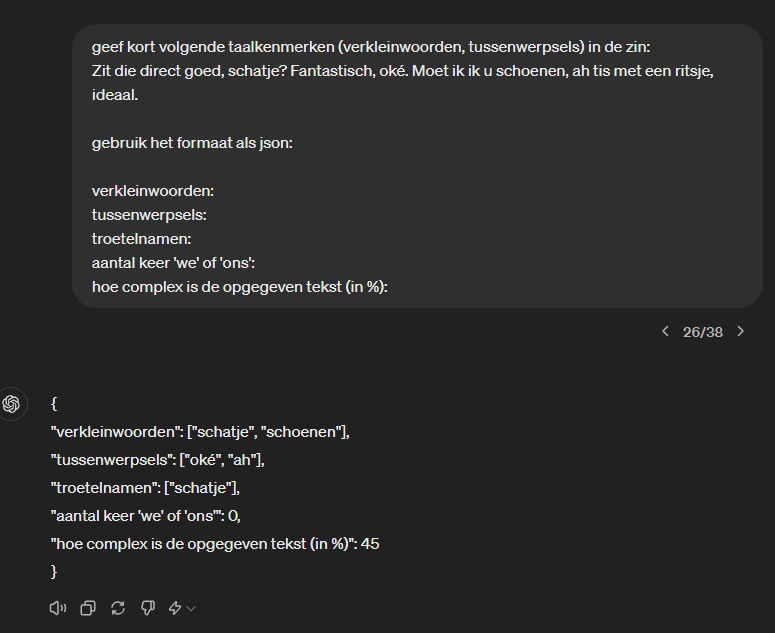 geef kort volgende taalkenmerken (verkleinwoorden, tussenwerpsels) in de zin:
Zit die direct goed, schatje? Fantastisch, oké. Moet ik ik u schoenen, ah tis met een ritsje,
ideaal.
gebruik het formaat als json:
verkleinwoorden:
tussenwerpsels:
troetelnamen:
aantal keer 'we' of 'ons':
hoe complex is de opgegeven tekst (in %):
26/38
{
"verkleinwoorden": ["schatje", "schoenen"],
"tussenwerpsels": ["oké", "ah"],
"troetelnamen": ["schatje"],
"aantal keer 'we' of 'ons'": 0,
"hoe complex is de opgegeven tekst (in %)": 45
}